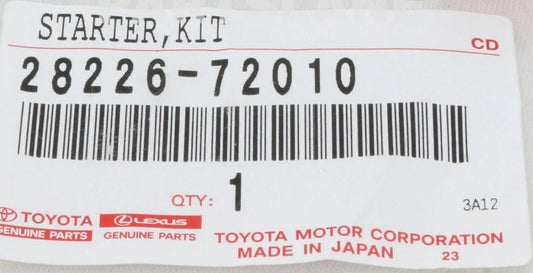 STARTER, KIT
CD
28226-72010
QTY: 1
3A12
TOYOTA
GENUINE PARTS
LEXUS
GENUINE PARTS
TOYOTA MOTOR CORPORATION
MADE IN JAPAN 23